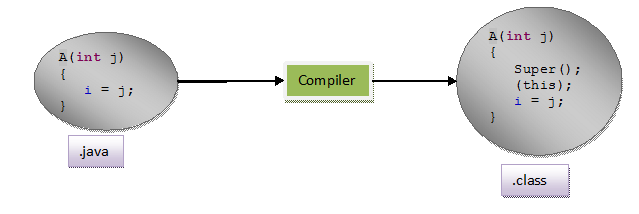 A(int j)
{
i = j;
}
.java
Compiler
A(int j)
{
Super();
(this);
i = j;
}
.class